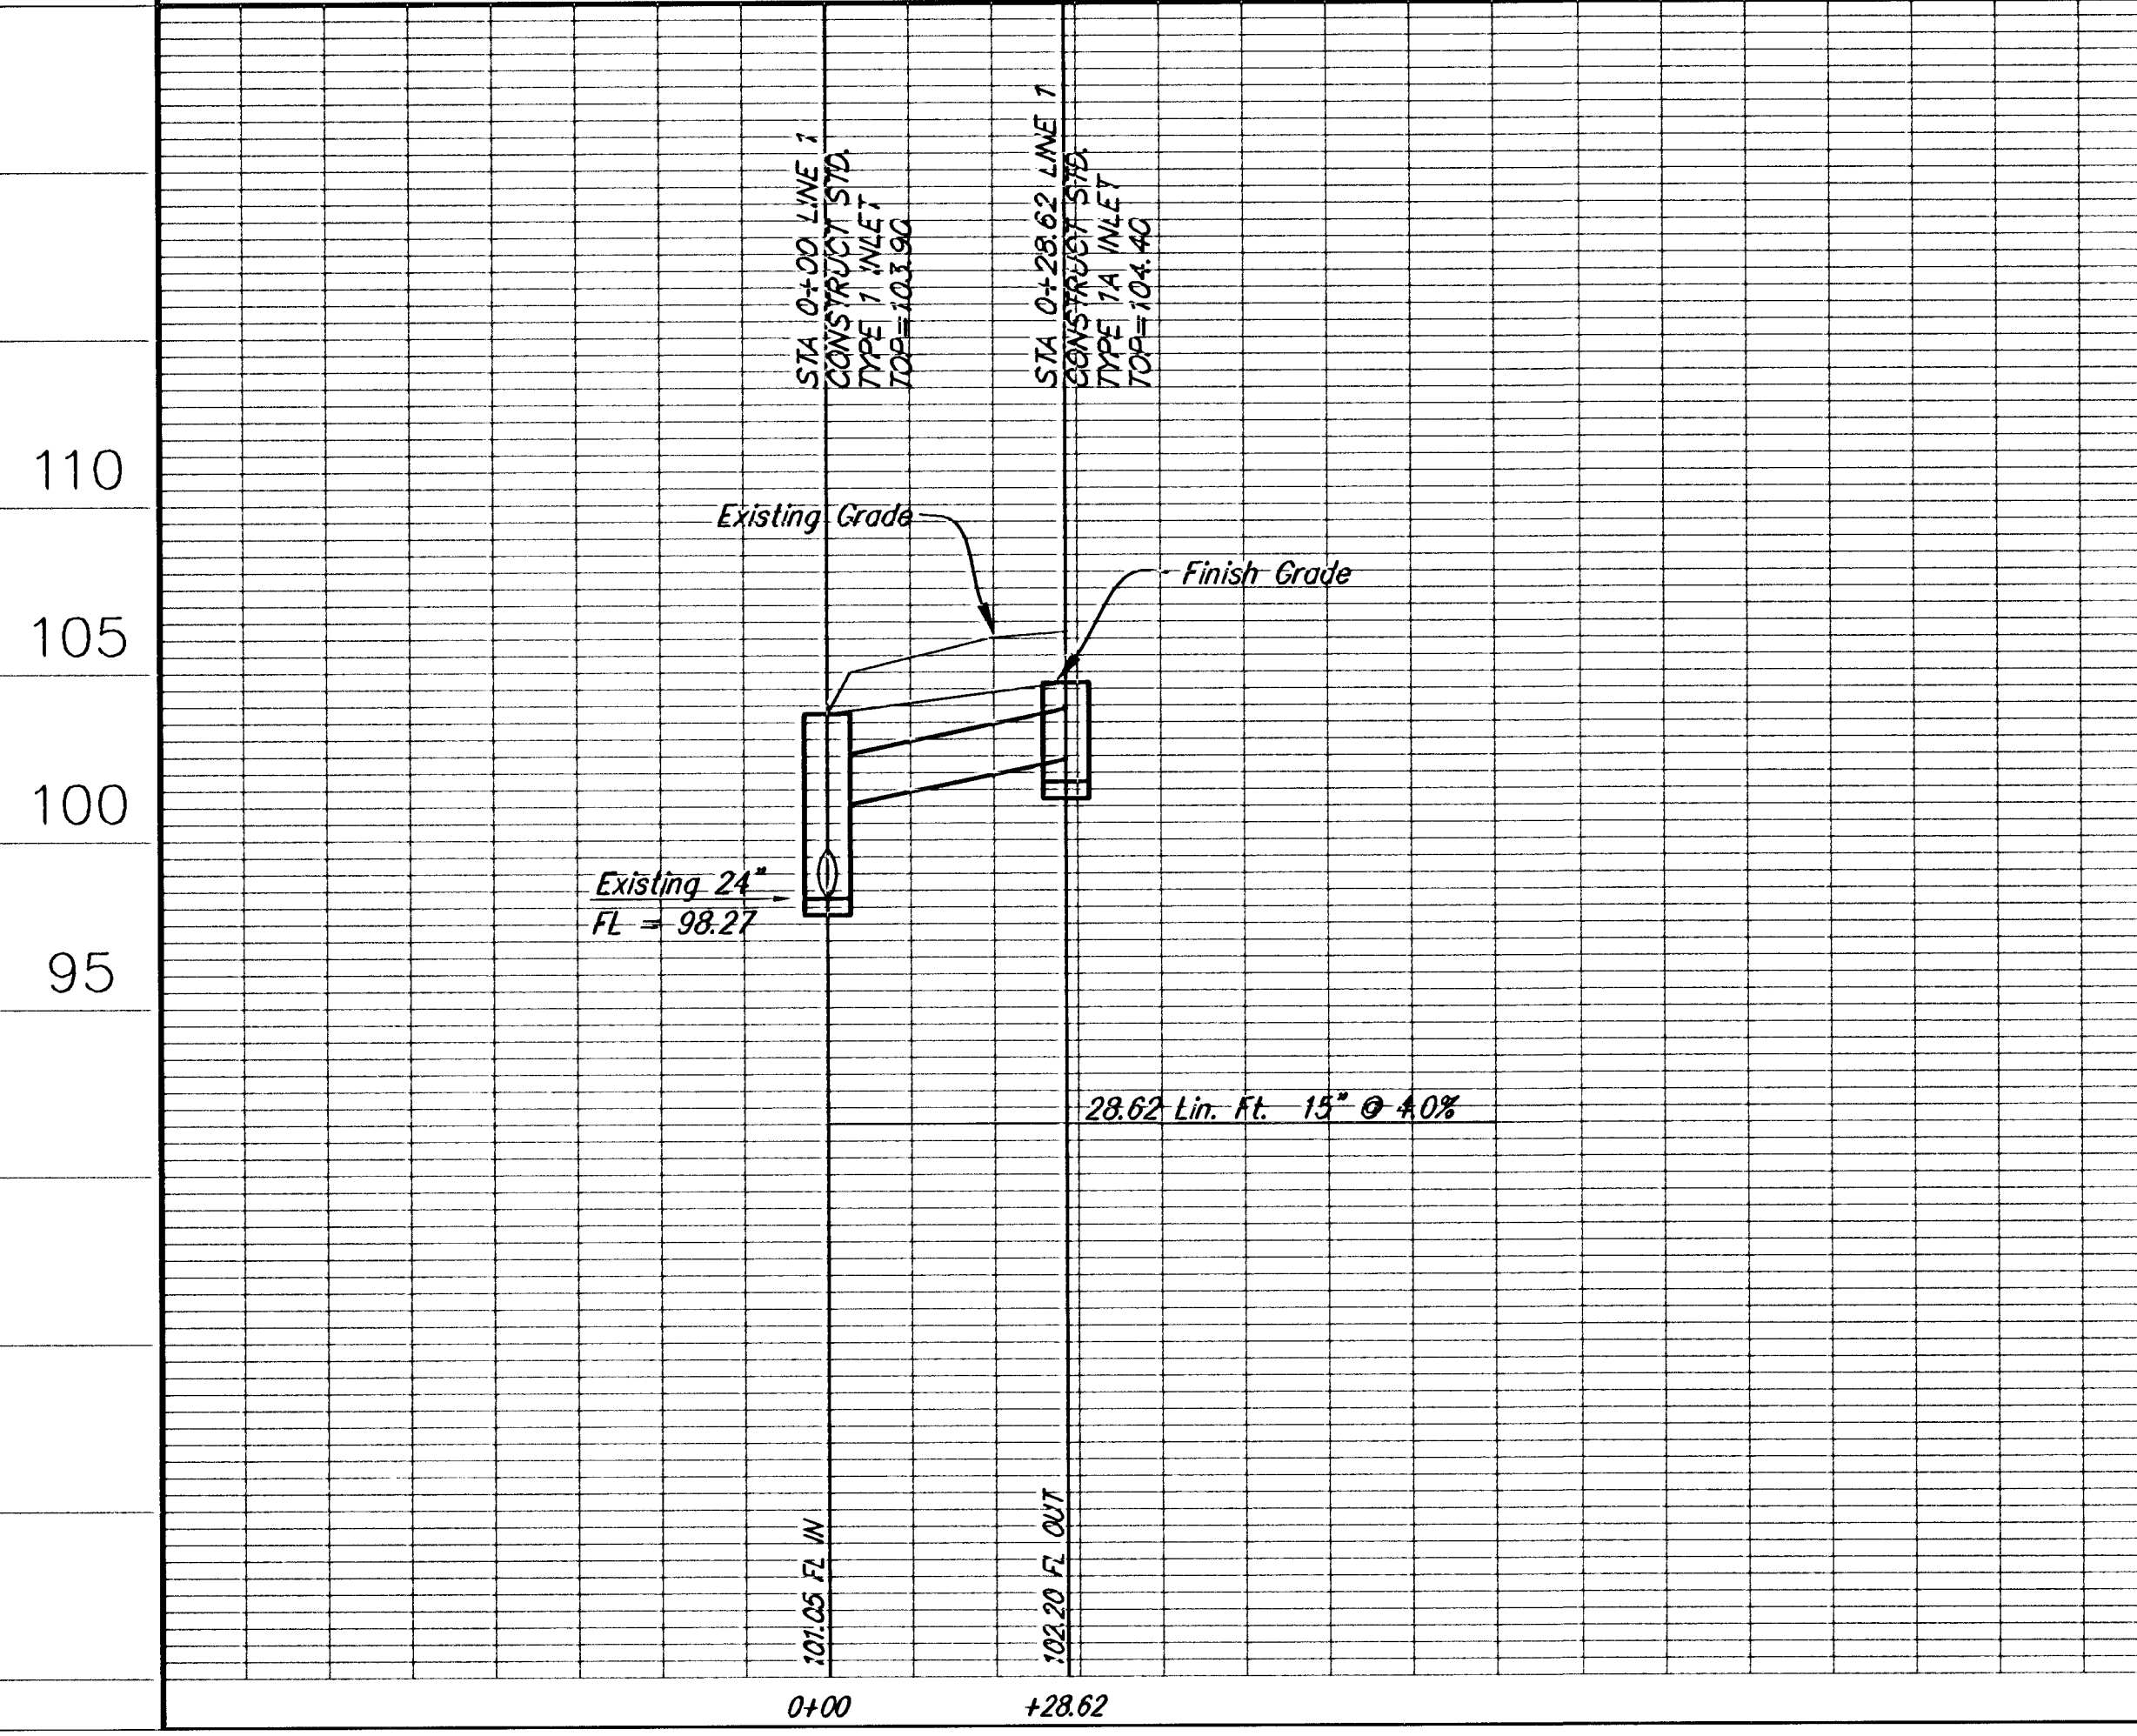 STA 0+00 LINE 1
CONSTRUCT STD.
TYPE 1 INLET
TOP=103.90
STA 0+28.62 LINE 1
CONSTRUCT STD.
TYPE 1A INLET
TOP=104.40
110
Existing Grade
Finish Grade
105
100
Existing 24"
FL = 98.27
95
28.62 Lin. Ft. 15" @ 4.0%
101.05 FL IN
102.20 FL OUT
0+00
+28.62